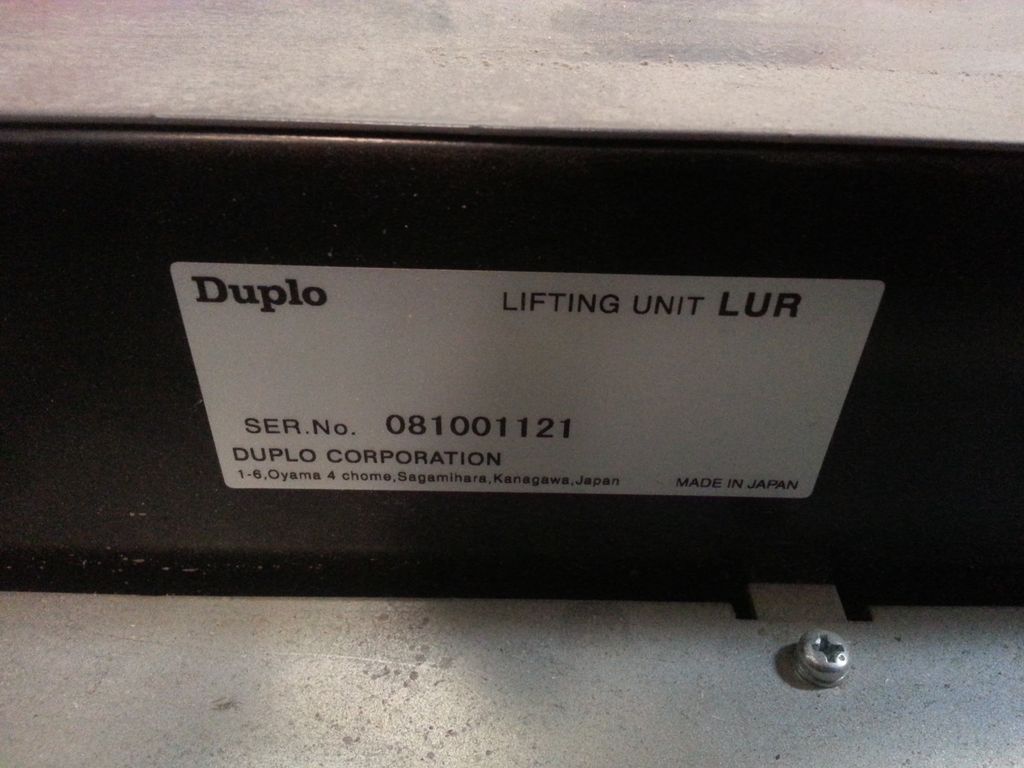 Duplo
LIFTING UNIT LUR
SER.No. 081001121
DUPLO CORPORATION
1-6,Oyama 4 chome,Sagamihara,Kanagawa,Japan
MADE IN JAPAN